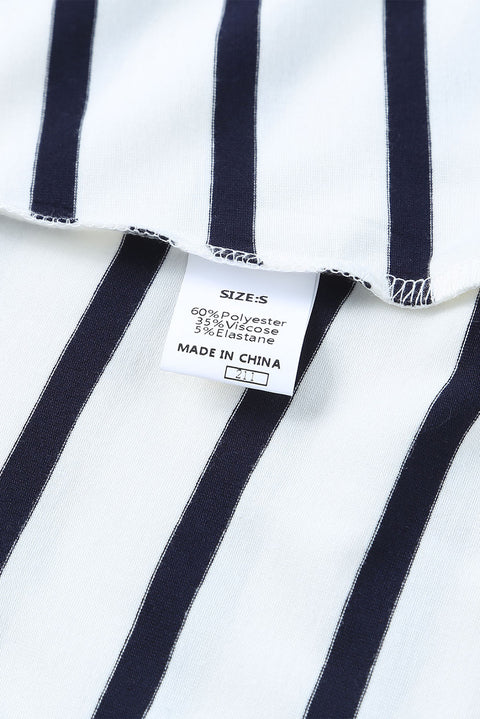 SIZE:S
60%Polyester
35%Viscose
5%Elastane
MADE IN CHINA
211